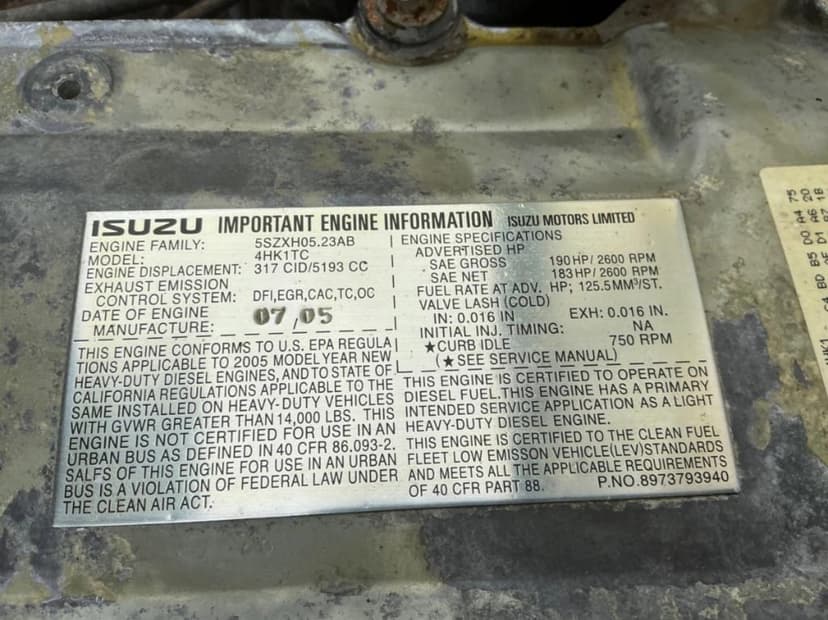 ISUZU IMPORTANT ENGINE INFORMATION ISUZU MOTORS LIMITED
ENGINE FAMILY: 5SZXH05.23AB
MODEL: 4HK1TC
ENGINE DISPLACEMENT: 317 CID/5193 CC
EXHAUST EMISSION
CONTROL SYSTEM: DFI,EGR,CAC,TC,OC
DATE OF ENGINE
MANUFACTURE: 07/05
THIS ENGINE CONFORMS TO U.S. EPA REGULA
TIONS APPLICABLE TO 2005 MODEL YEAR NEW
HEAVY-DUTY DIESEL ENGINES, AND TO STATE OF
CALIFORNIA REGULATIONS APPLICABLE TO THE
SAME INSTALLED ON HEAVY-DUTY VEHICLES
WITH GVWR GREATER THAN 14,000 LBS. THIS
ENGINE IS NOT CERTIFIED FOR USE IN AN
URBAN BUS AS DEFINED IN 40 CFR 86.093-2.
SALFS OF THIS ENGINE FOR USE IN AN URBAN
BUS IS A VIOLATION OF FEDERAL LAW UNDER
THE CLEAN AIR ACT.
ENGINE SPECIFICATIONS
ADVERTISED HP
SAE GROSS 190 HP/ 2600 RPM
SAE NET 183 HP/ 2600 RPM
FUEL RATE AT ADV. HP; 125.5MM³/ST.
VALVE LASH (COLD)
IN: 0.016 IN EXH: 0.016 IN.
INITIAL INJ. TIMING: NA
★CURB IDLE 750 RPM
(★SEE SERVICE MANUAL)
THIS ENGINE IS CERTIFIED TO OPERATE ON
DIESEL FUEL.THIS ENGINE HAS A PRIMARY
INTENDED SERVICE APPLICATION AS A LIGHT
HEAVY-DUTY DIESEL ENGINE.
THIS ENGINE IS CERTIFIED TO THE CLEAN FUEL
FLEET LOW EMISSON VEHICLE(LEV)STANDARDS
AND MEETS ALL THE APPLICABLE REQUIREMENTS
OF 40 CFR PART 88. P.NO.8973793940